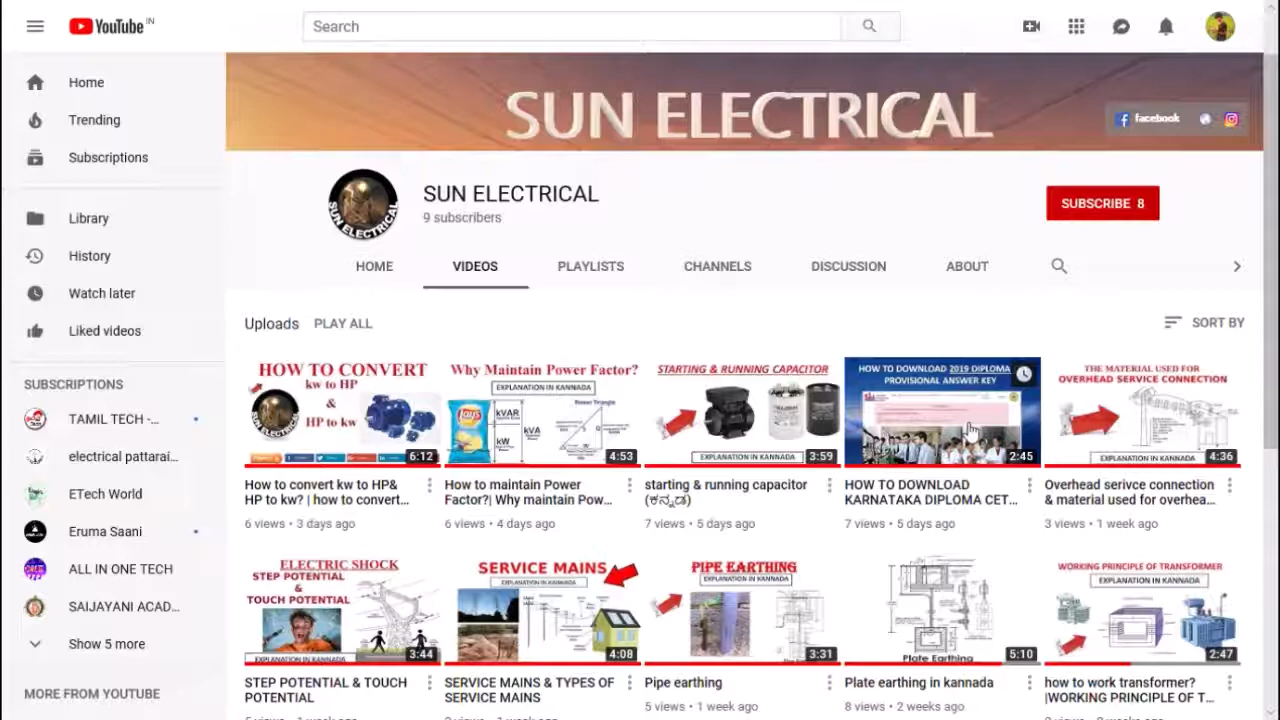 YouTube IN
Search
Home
Trending
Subscriptions
Library
History
Watch later
Liked videos
SUBSCRIPTIONS
TAMIL TECH -...
electrical pattarai...
ETech World
Eruma Saani
ALL IN ONE TECH
SAIJAYANI ACAD...
Show 5 more
MORE FROM YOUTUBE
SUN ELECTRICAL
facebook
SUN ELECTRICAL
SUN ELECTRICAL
9 subscribers
SUBSCRIBE 8
HOME
VIDEOS
PLAYLISTS
CHANNELS
DISCUSSION
ABOUT
Uploads
PLAY ALL
SORT BY
HOW TO CONVERT
kw to HP
&
HP to kw
6:12
How to convert kw to HP&
HP to kw? | how to convert...
6 views • 3 days ago
Why Maintain Power Factor?
EXPLANATION IN KANNADA
Lay's
kVAR
kW
kVA
Power Triangle
4:53
How to maintain Power
Factor?| Why maintain Pow...
6 views • 4 days ago
STARTING & RUNNING CAPACITOR
EXPLANATION IN KANNADA
3:59
starting & running capacitor
(ಕನ್ನಡ)
7 views • 5 days ago
HOW TO DOWNLOAD 2019 DIPLOMA
PROVISIONAL ANSWER KEY
2:45
HOW TO DOWNLOAD
KARNATAKA DIPLOMA CET...
7 views • 5 days ago
THE MATERIAL USED FOR
OVERHEAD SERVICE CONNECTION
EXPLANATION IN KANNADA
4:36
Overhead serivce connection
& material used for overhea...
3 views • 1 week ago
ELECTRIC SHOCK
STEP POTENTIAL
&
TOUCH POTENTIAL
EXPLANATION IN KANNADA
3:44
STEP POTENTIAL & TOUCH
POTENTIAL
SERVICE MAINS
EXPLANATION IN KANNADA
4:08
SERVICE MAINS & TYPES OF
SERVICE MAINS
PIPE EARTHING
EXPLANATION IN KANNADA
3:31
Pipe earthing
5 views • 1 week ago
Plate Earthing
5:10
Plate earthing in kannada
8 views • 2 weeks ago
WORKING PRINCIPLE OF TRANSFORMER
EXPLANATION IN KANNADA
2:47
how to work transformer?
|WORKING PRINCIPLE OF T...